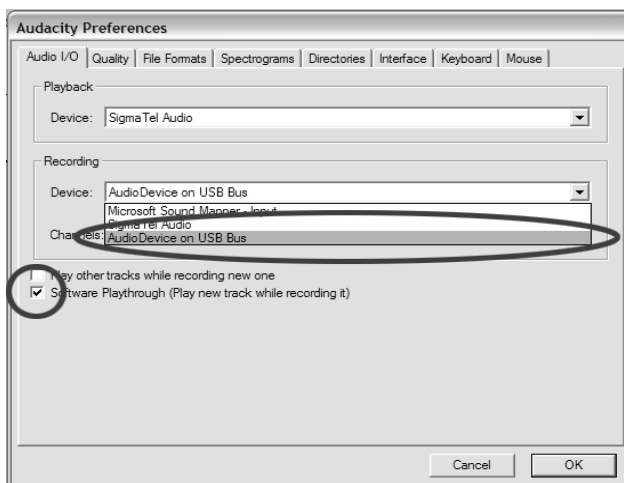 Audacity Preferences
Audio I/O Quality File Formats Spectrograms Directories Interface Keyboard Mouse
Playback
Device: SigmaTel Audio
Recording
Device: AudioDevice on USB Bus
Microsoft Sound Mapper - Input
SigmaTel Audio
Channels: AudioDevice on USB Bus
Play other tracks while recording new one
Software Playthrough (Play new track while recording it)
Cancel OK